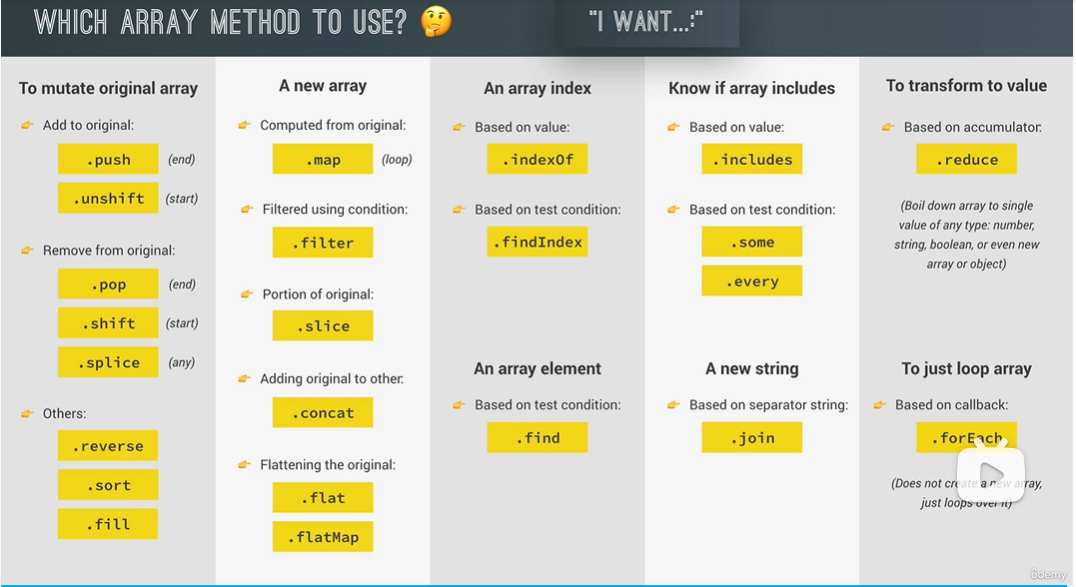 WHICH ARRAY METHOD TO USE? 🤔
"I WANT...:"
To mutate original array
👉 Add to original:
.push (end)
.unshift (start)
👉 Remove from original:
.pop (end)
.shift (start)
.splice (any)
👉 Others:
.reverse
.sort
.fill
A new array
👉 Computed from original:
.map (loop)
👉 Filtered using condition:
.filter
👉 Portion of original:
.slice
👉 Adding original to other:
.concat
👉 Flattening the original:
.flat
.flatMap
An array index
👉 Based on value:
.indexOf
👉 Based on test condition:
.findIndex
An array element
👉 Based on test condition:
.find
Know if array includes
👉 Based on value:
.includes
👉 Based on test condition:
.some
.every
A new string
👉 Based on separator string:
.join
To transform to value
👉 Based on accumulator:
.reduce
(Boil down array to single
value of any type: number,
string, boolean, or even new
array or object)
To just loop array
👉 Based on callback:
.forEach
(Does not create a new array,
just loops over it)
ûdemy